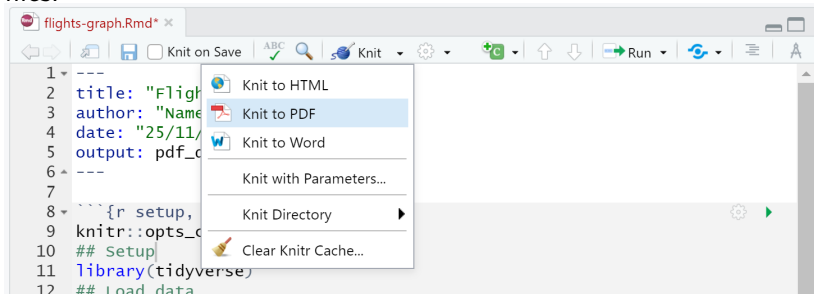 flights-graph.Rmd*
Knit on Save ABC Knit Run
1 ---
2 title: "Fligh
3 author: "Name
4 date: "25/11/
5 output: pdf_d
6 ---
7
8 ```{r setup,
9 knitr::opts_c
10 ## Setup
11 library(tidyverse)
12 ## Load data
Knit to HTML
Knit to PDF
Knit to Word
Knit with Parameters...
Knit Directory
Clear Knitr Cache...